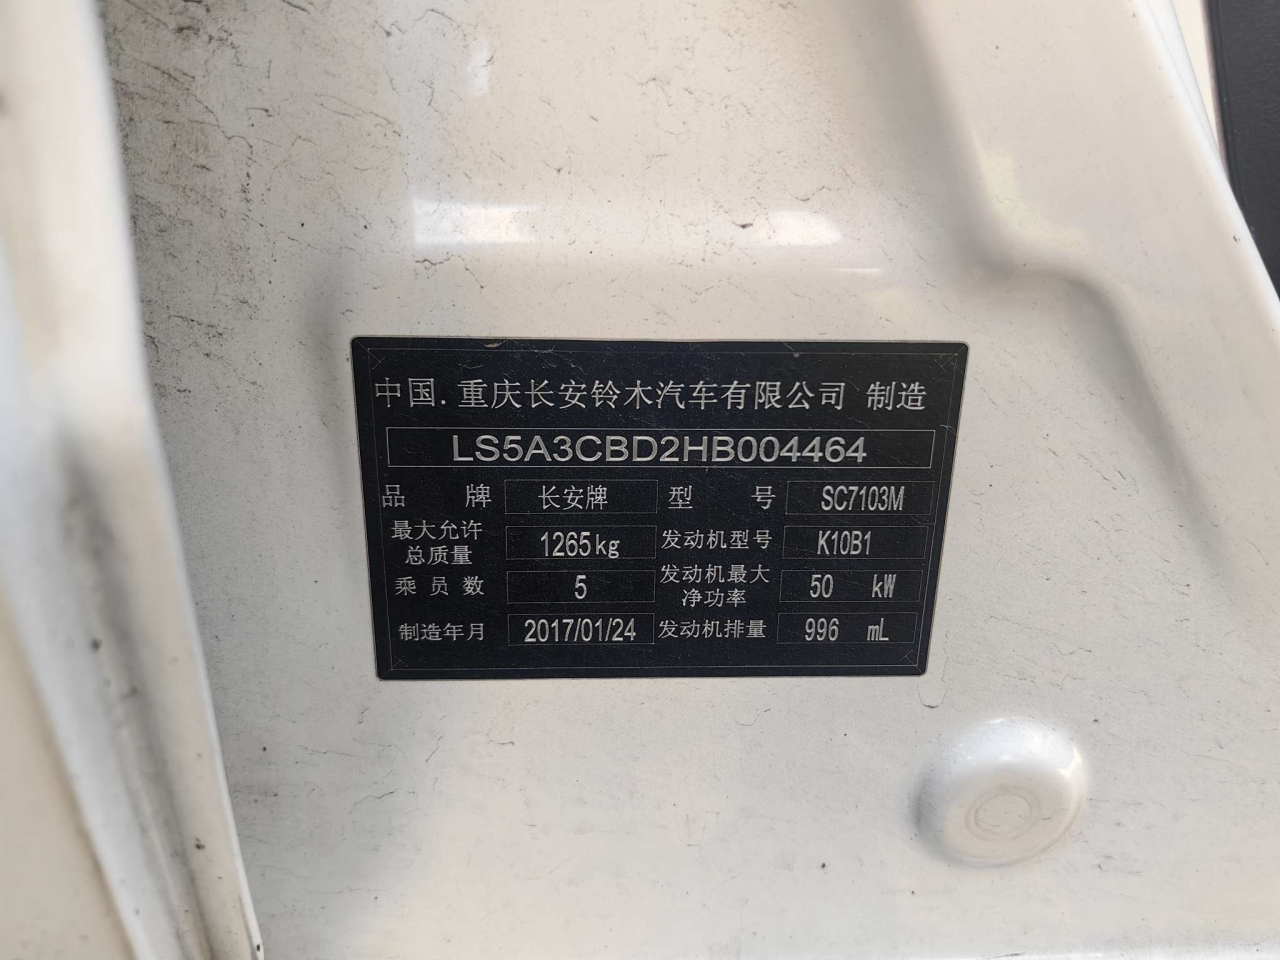 中国.重庆长安铃木汽车有限公司 制造
LS5A3CBD2HB004464
品 牌 长安牌 型 号 SC7103M
最大允许总质量 1265kg 发动机型号 K10B1
乘员数 5 发动机最大净功率 50 kW
制造年月 2017/01/24 发动机排量 996 mL